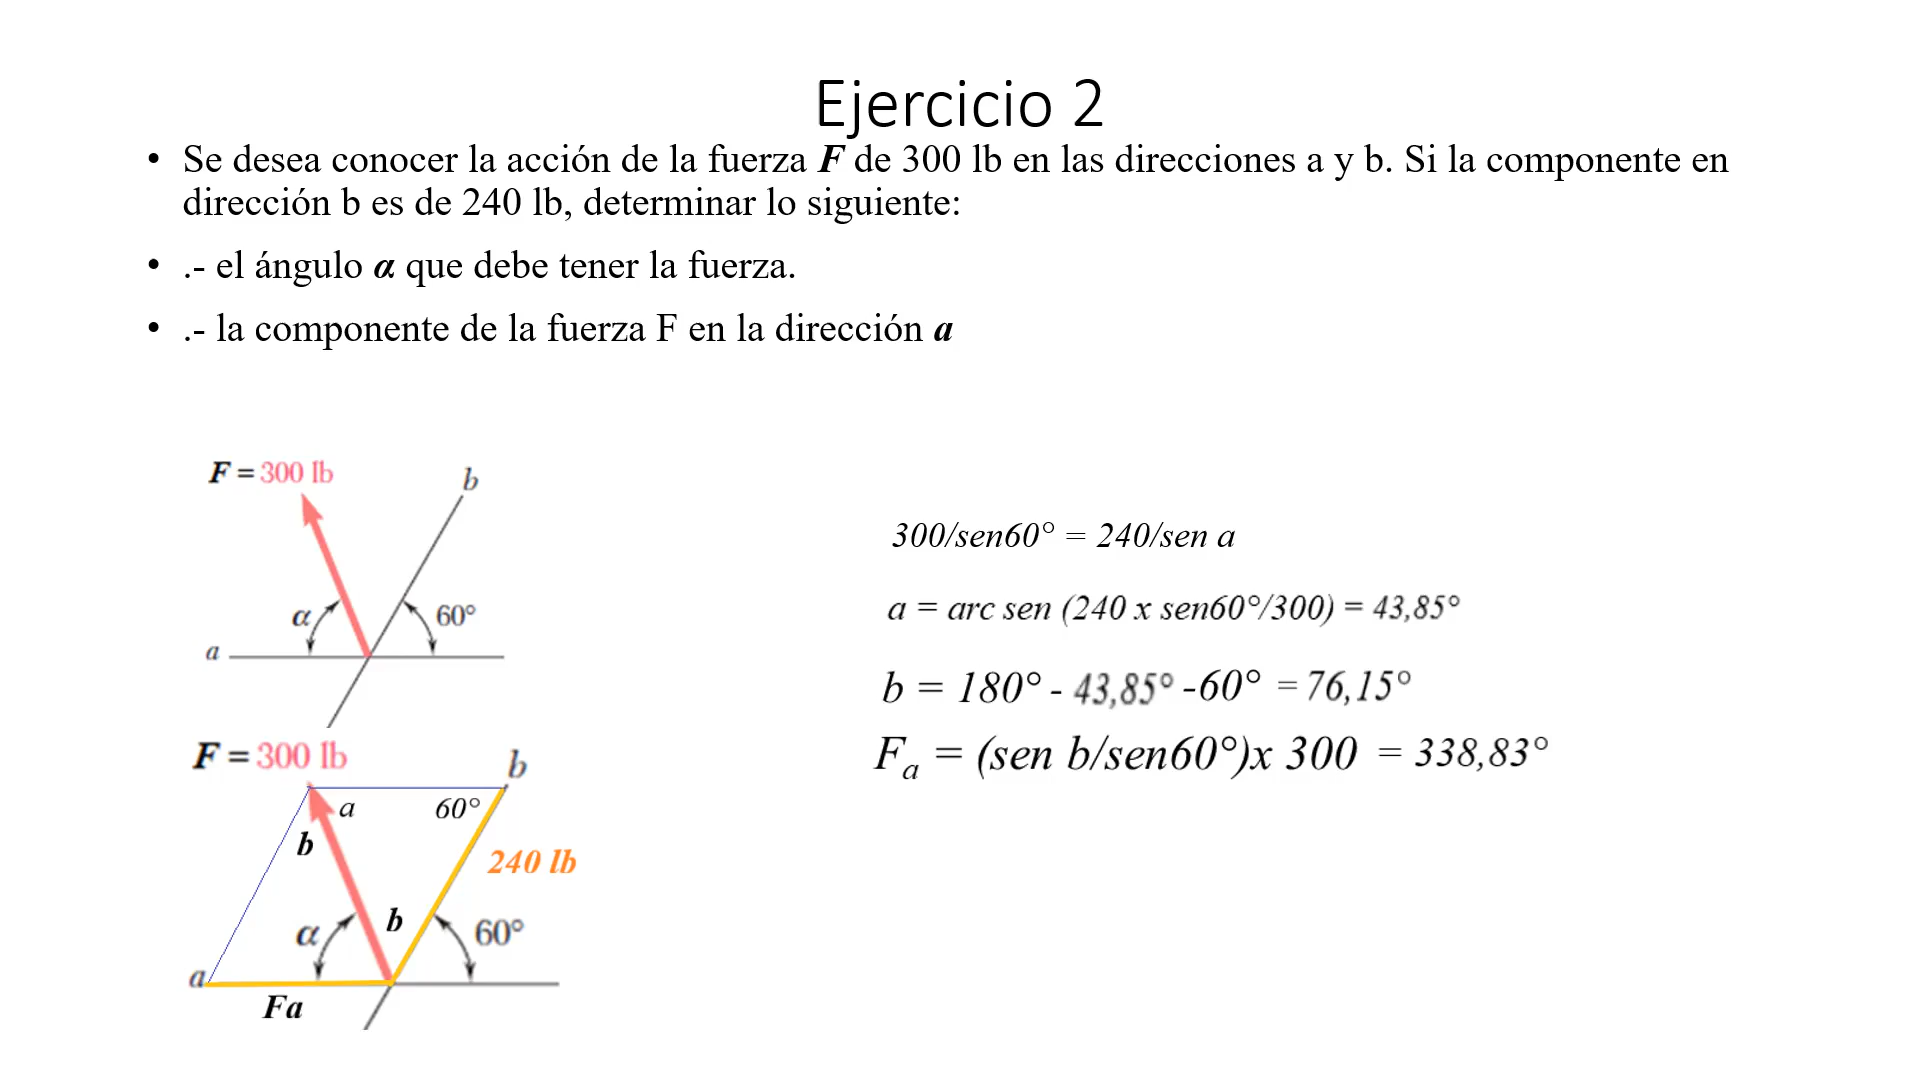 Ejercicio 2
• Se desea conocer la acción de la fuerza F de 300 lb en las direcciones a y b. Si la componente en
dirección b es de 240 lb, determinar lo siguiente:
• .- el ángulo α que debe tener la fuerza.
• .- la componente de la fuerza F en la dirección a
F = 300 lb
b
α
60°
a
300/sen60° = 240/sen a
a = arc sen (240 x sen60°/300) = 43,85°
b = 180° - 43,85° -60° = 76,15°
Fa = (sen b/sen60°)x 300 = 338,83°
F = 300 lb
b
a
60°
b
240 lb
b
α
60°
a
Fa